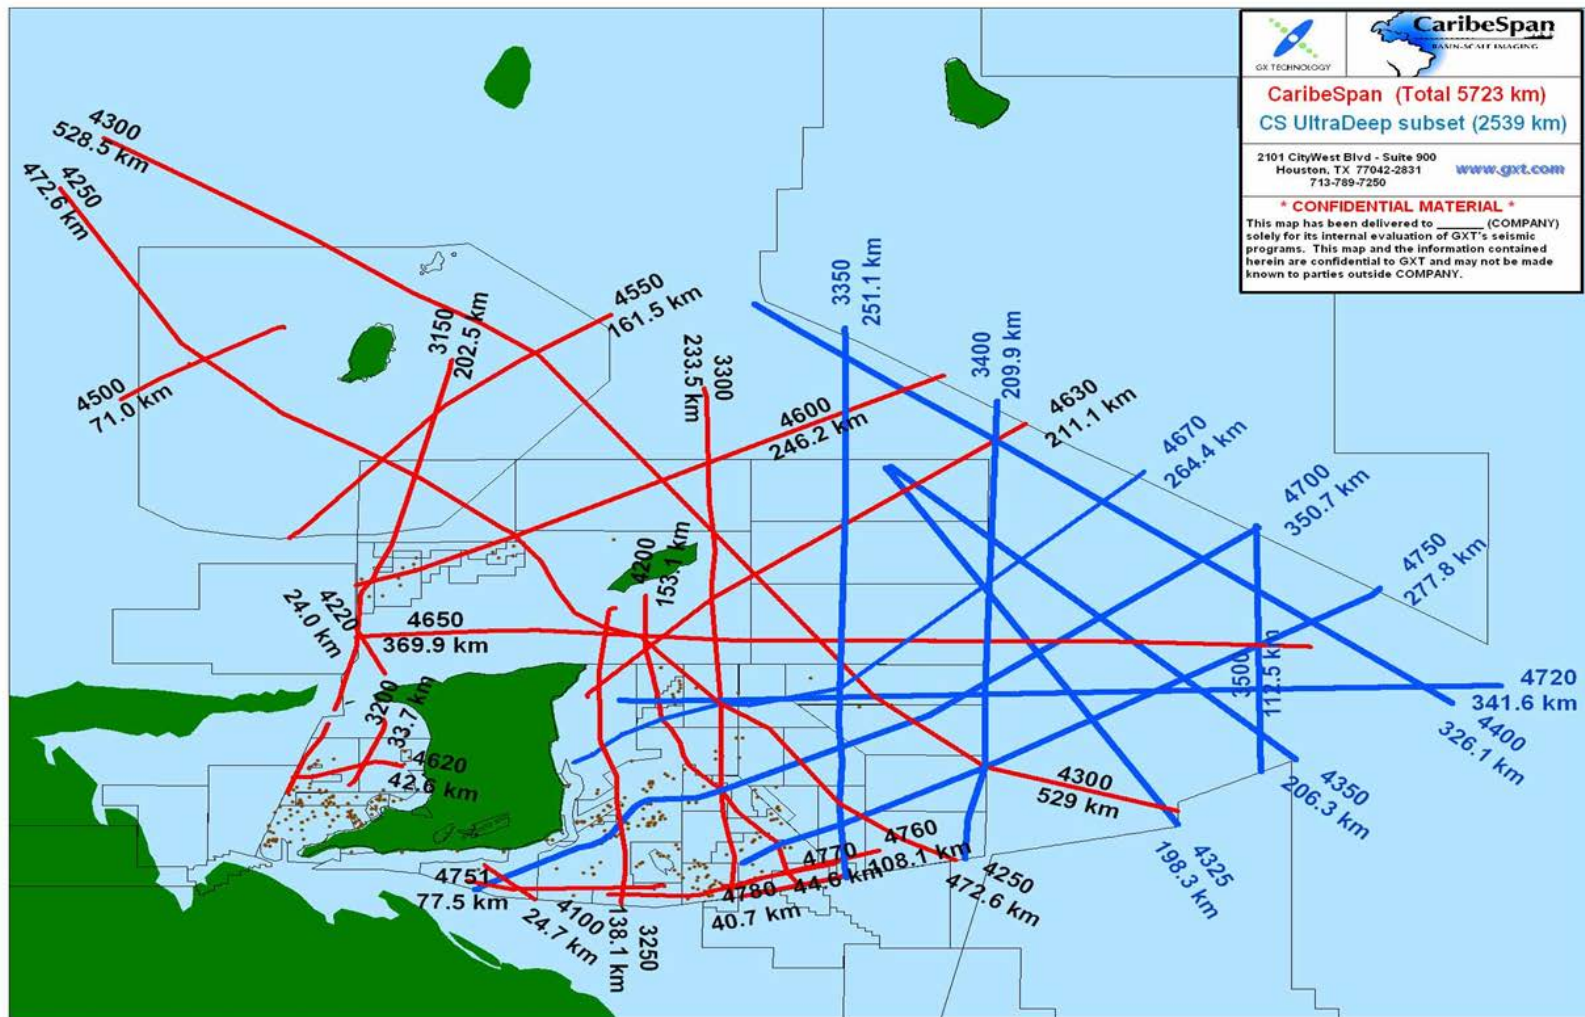 GX TECHNOLOGY
CaribeSpan
BASIN-SCALE IMAGING
CaribeSpan (Total 5723 km)
CS UltraDeep subset (2539 km)
2101 CityWest Blvd - Suite 900
Houston, TX 77042-2831
713-789-7250
www.gxt.com
* CONFIDENTIAL MATERIAL *
This map has been delivered to ______ (COMPANY)
solely for its internal evaluation of GXT's seismic
programs. This map and the information contained
herein are confidential to GXT and may not be made
known to parties outside COMPANY.
4300
528.5 km
4250
472.6 km
4500
71.0 km
3150
202.5 km
4550
161.5 km
3300
233.5 km
4600
246.2 km
3350
251.1 km
3400
209.9 km
4630
211.1 km
4670
264.4 km
4700
350.7 km
4750
277.8 km
4200
153.1 km
4220
24.0 km
4650
369.9 km
3200
33.7 km
4620
42.6 km
3500
112.5 km
4720
341.6 km
4400
326.1 km
4350
206.3 km
4300
529 km
4325
198.3 km
4250
472.6 km
4760
108.1 km
4770
44.6 km
4780
40.7 km
4751
77.5 km
4100
24.7 km
3250
138.1 km